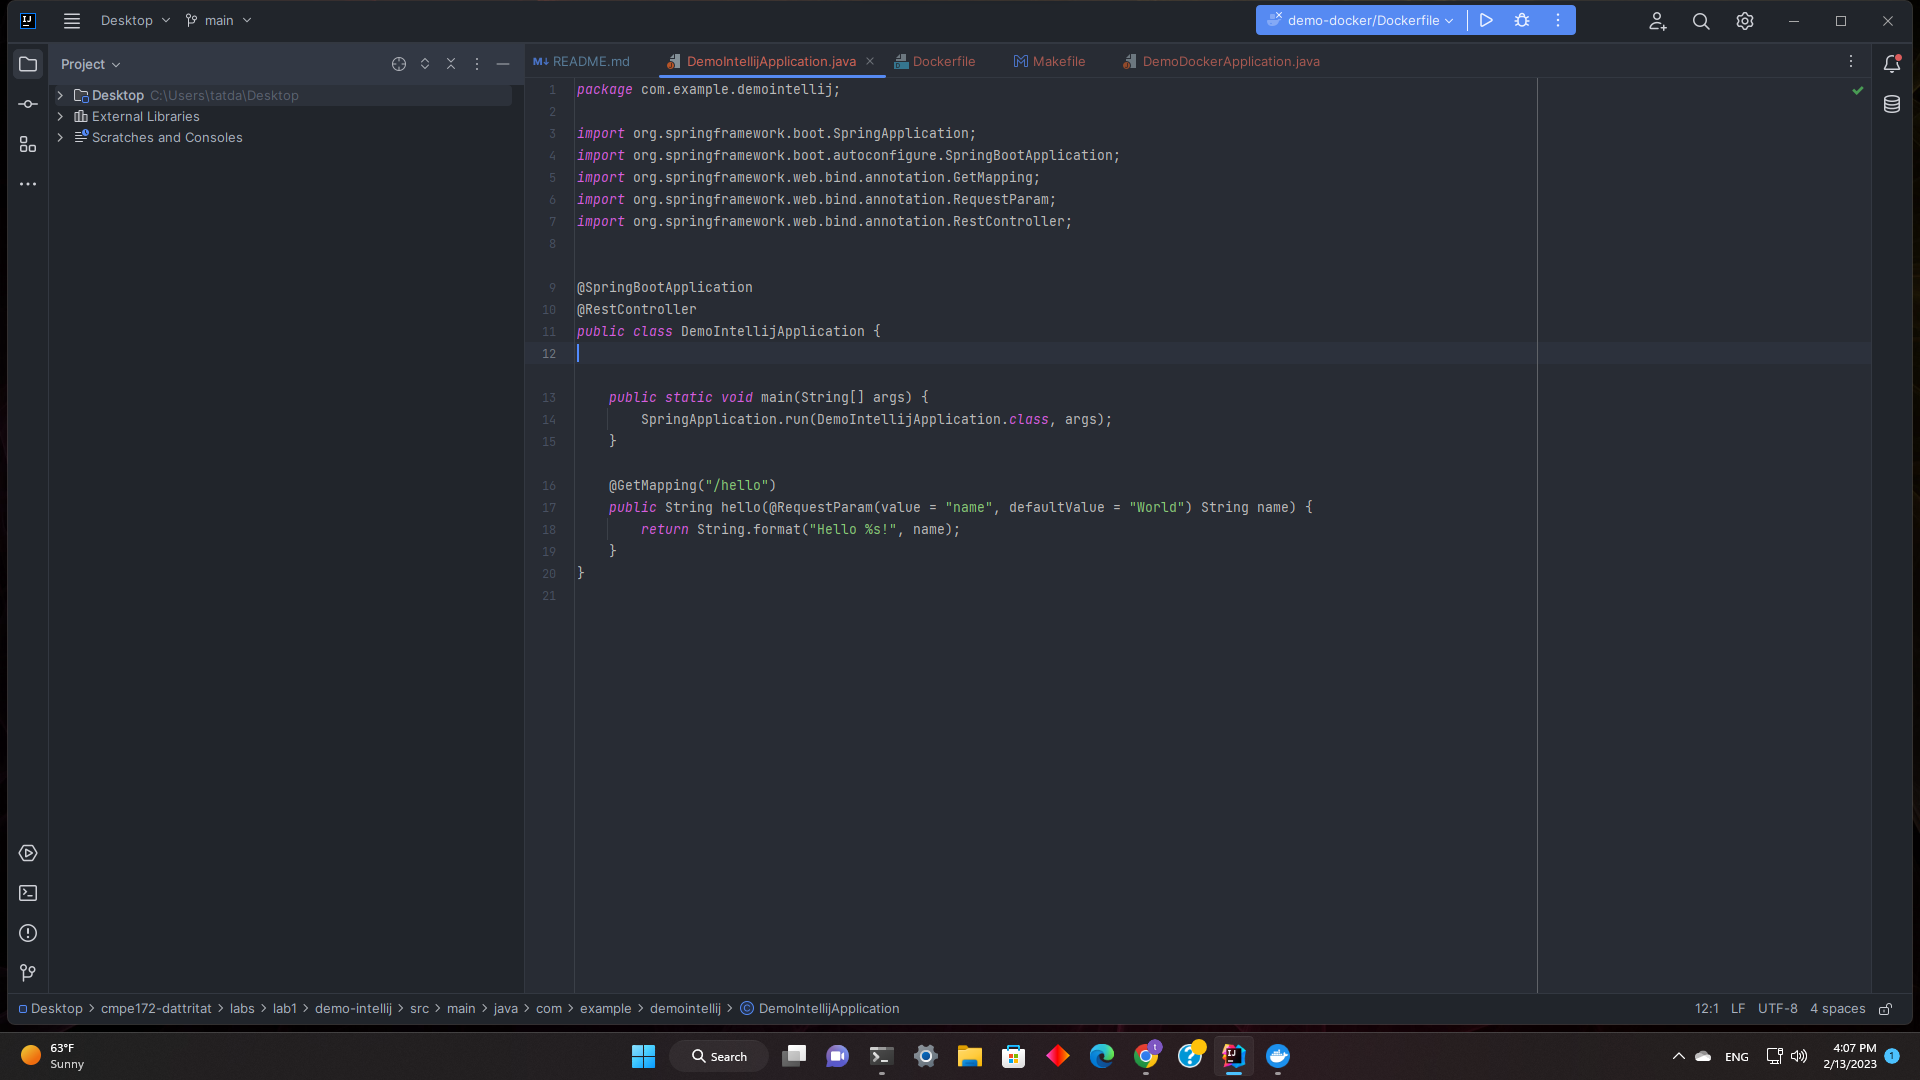 Desktop
main
demo-docker/Dockerfile
Project
README.md
DemoIntellijApplication.java
Dockerfile
Makefile
DemoDockerApplication.java
Desktop C:\Users\tatda\Desktop
External Libraries
Scratches and Consoles
1 package com.example.demointellij;
2
3 import org.springframework.boot.SpringApplication;
4 import org.springframework.boot.autoconfigure.SpringBootApplication;
5 import org.springframework.web.bind.annotation.GetMapping;
6 import org.springframework.web.bind.annotation.RequestParam;
7 import org.springframework.web.bind.annotation.RestController;
8
9 @SpringBootApplication
10 @RestController
11 public class DemoIntellijApplication {
12
13     public static void main(String[] args) {
14         SpringApplication.run(DemoIntellijApplication.class, args);
15     }
16     @GetMapping("/hello")
17     public String hello(@RequestParam(value = "name", defaultValue = "World") String name) {
18         return String.format("Hello %s!", name);
19     }
20 }
21
Desktop > cmpe172-dattritat > labs > lab1 > demo-intellij > src > main > java > com > example > demointellij > DemoIntellijApplication
12:1 LF UTF-8 4 spaces
63°F
Sunny
Search
ENG
4:07 PM
2/13/2023
1